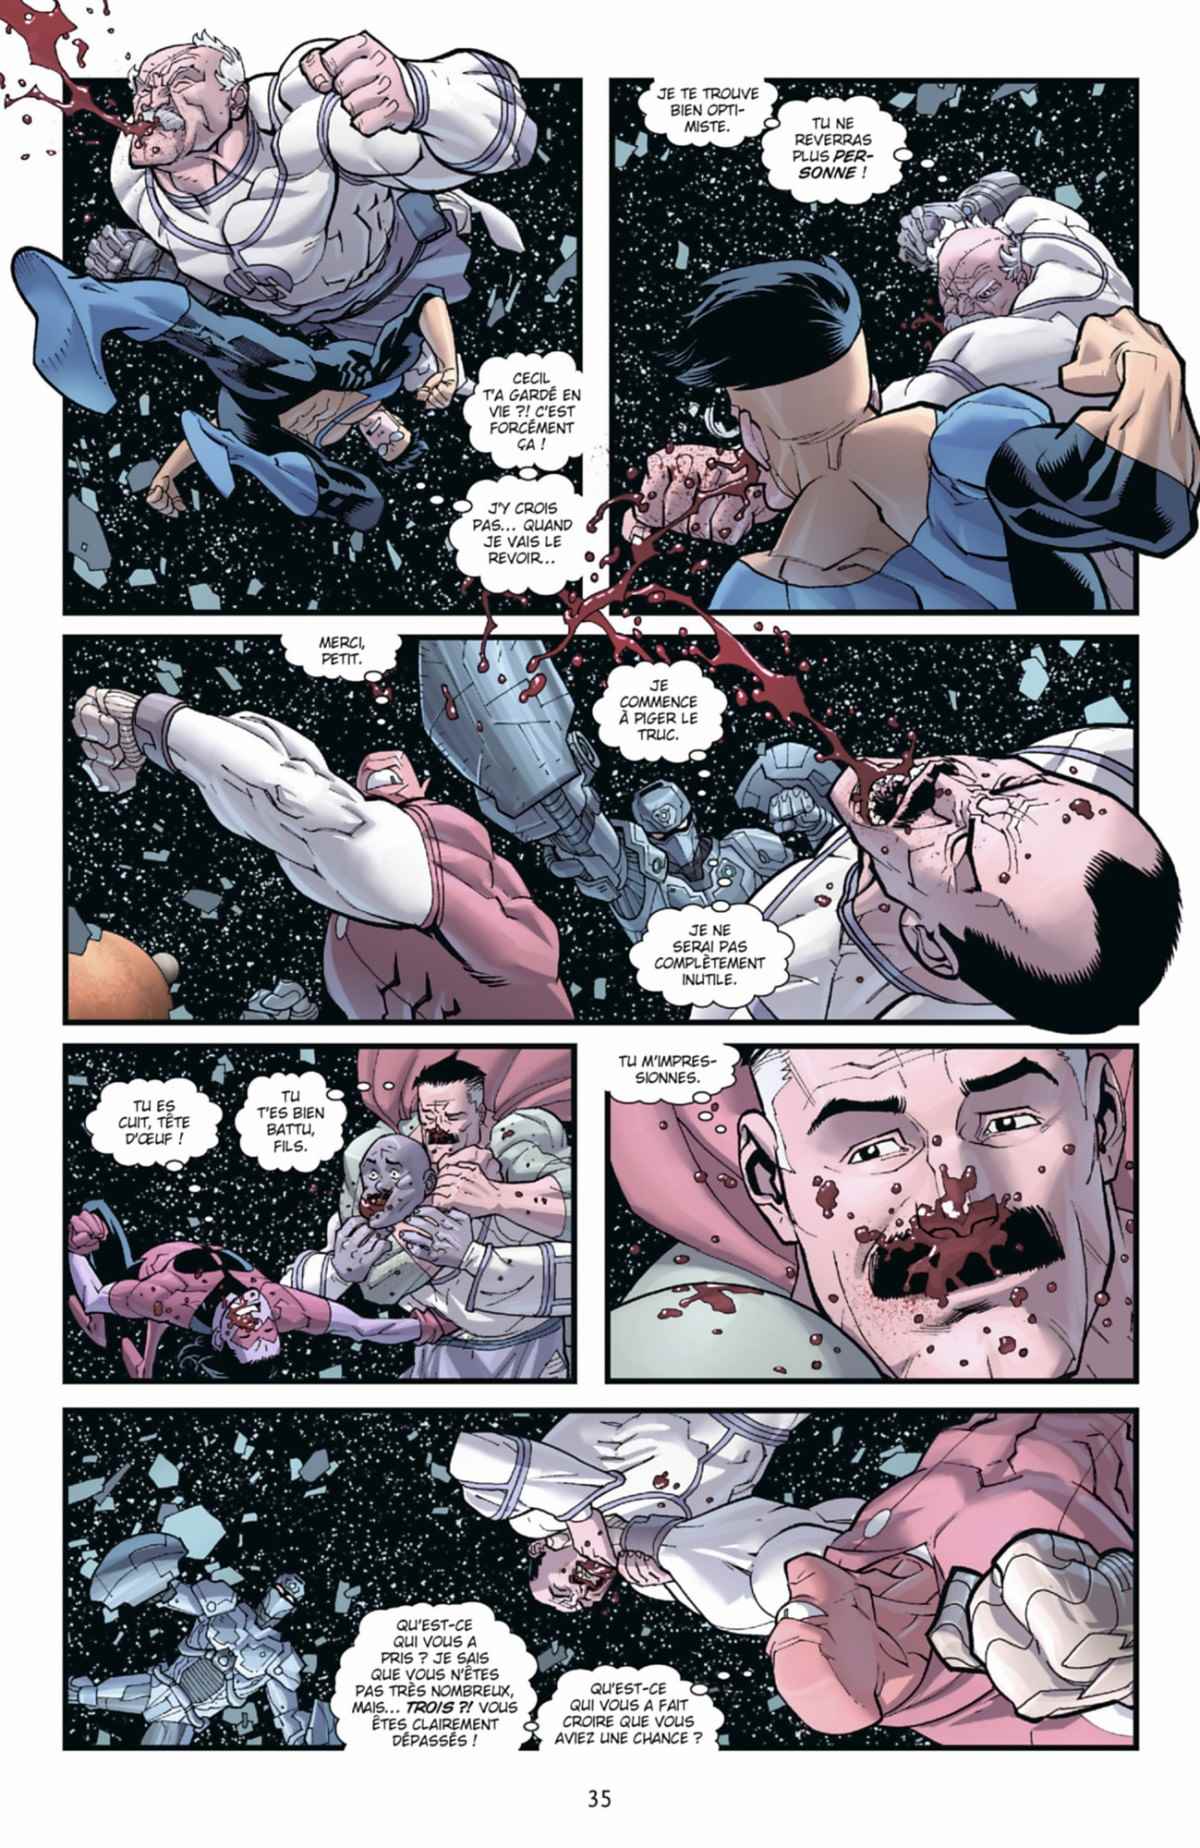 CECIL
T'A GARDÉ EN
VIE ?! C'EST
FORCÉMENT
ÇA !
J'Y CROIS
PAS... QUAND
JE VAIS LE
REVOIR...
JE TE TROUVE
BIEN OPTI-
MISTE.
TU NE
REVERRAS
PLUS PER-
SONNE !
MERCI,
PETIT.
JE
COMMENCE
À PIGER LE
TRUC.
JE NE
SERAI PAS
COMPLÈTEMENT
INUTILE.
TU ES
CUIT, TÊTE
D'ŒUF !
TU
T'ES BIEN
BATTU,
FILS.
TU M'IMPRES-
SIONNES.
QU'EST-CE
QUI VOUS A
PRIS ? JE SAIS
QUE VOUS N'ÊTES
PAS TRÈS NOMBREUX,
MAIS... TROIS ?! VOUS
ÊTES CLAIREMENT
DÉPASSÉS !
QU'EST-CE
QUI VOUS A FAIT
CROIRE QUE VOUS
AVIEZ UNE CHANCE ?
35